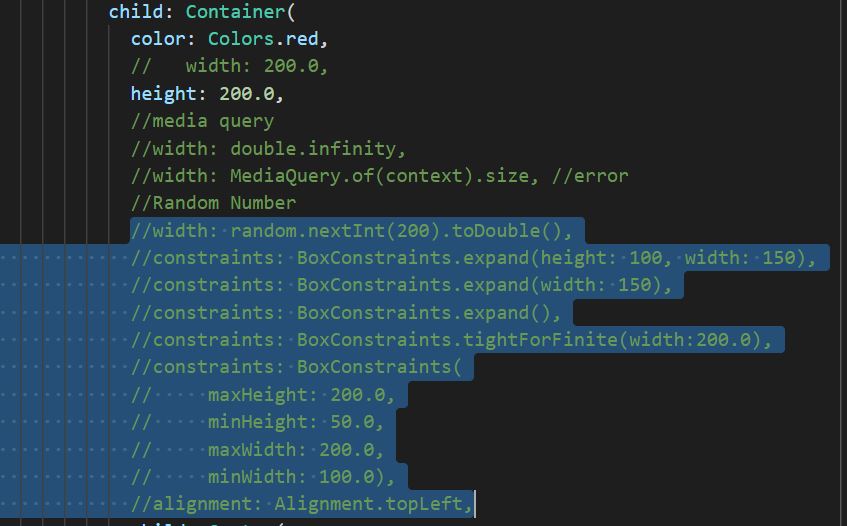 child: Container(
color: Colors.red,
//   width: 200.0,
height: 200.0,
//media query
//width: double.infinity,
//width: MediaQuery.of(context).size, //error
//Random Number
//width: random.nextInt(200).toDouble(),
//constraints: BoxConstraints.expand(height: 100, width: 150),
//constraints: BoxConstraints.expand(width: 150),
//constraints: BoxConstraints.expand(),
//constraints: BoxConstraints.tightForFinite(width:200.0),
//constraints: BoxConstraints(
//     maxHeight: 200.0,
//     minHeight: 50.0,
//     maxWidth: 200.0,
//     minWidth: 100.0),
//alignment: Alignment.topLeft,